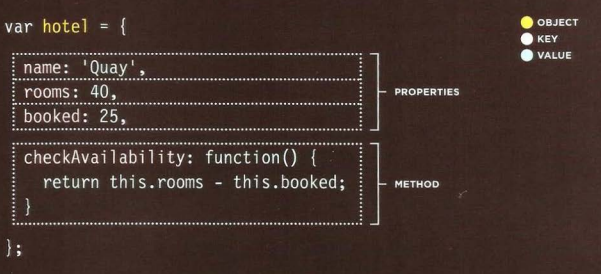 var hotel = {
OBJECT
KEY
VALUE
name: 'Quay',
rooms: 40,
booked: 25,
PROPERTIES
checkAvailability: function() {
return this.rooms - this.booked;
}
METHOD
};